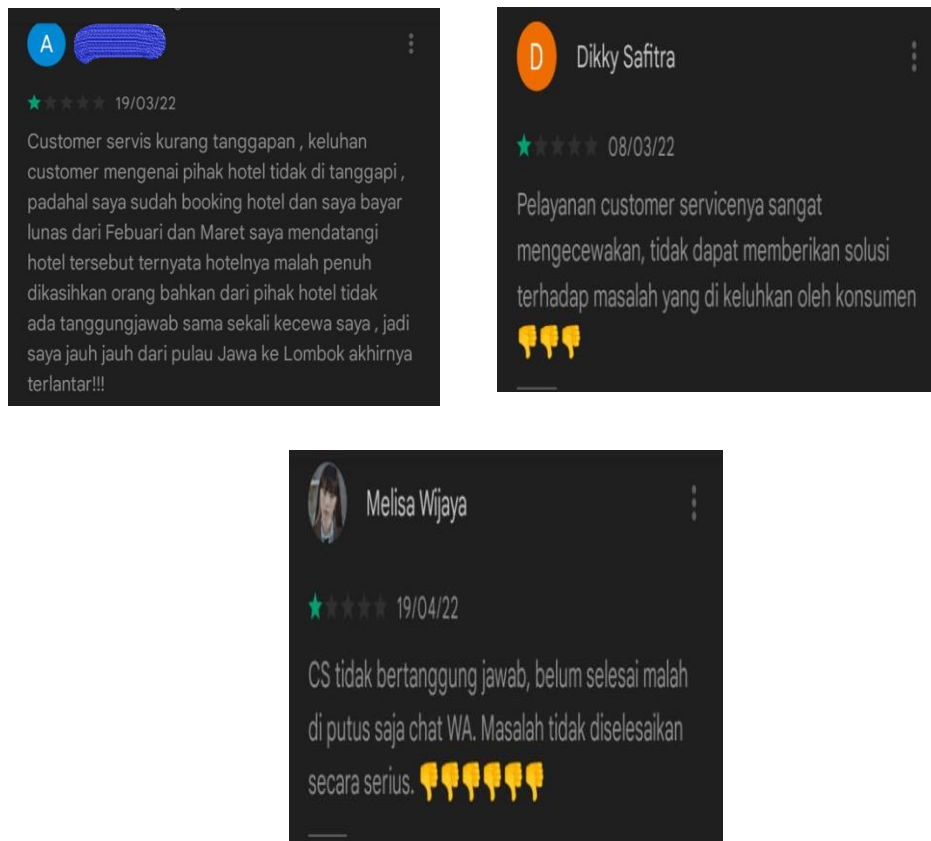 A
19/03/22
Customer servis kurang tanggapan , keluhan
customer mengenai pihak hotel tidak di tanggapi ,
padahal saya sudah booking hotel dan saya bayar
lunas dari Febuari dan Maret saya mendatangi
hotel tersebut ternyata hotelnya malah penuh
dikasihkan orang bahkan dari pihak hotel tidak
ada tanggungjawab sama sekali kecewa saya , jadi
saya jauh jauh dari pulau Jawa ke Lombok akhirnya
terlantar!!!
D Dikky Safitra
08/03/22
Pelayanan customer servicenya sangat
mengecewakan, tidak dapat memberikan solusi
terhadap masalah yang di keluhkan oleh konsumen
👎👎👎
Melisa Wijaya
19/04/22
CS tidak bertanggung jawab, belum selesai malah
di putus saja chat WA. Masalah tidak diselesaikan
secara serius. 👎👎👎👎👎👎